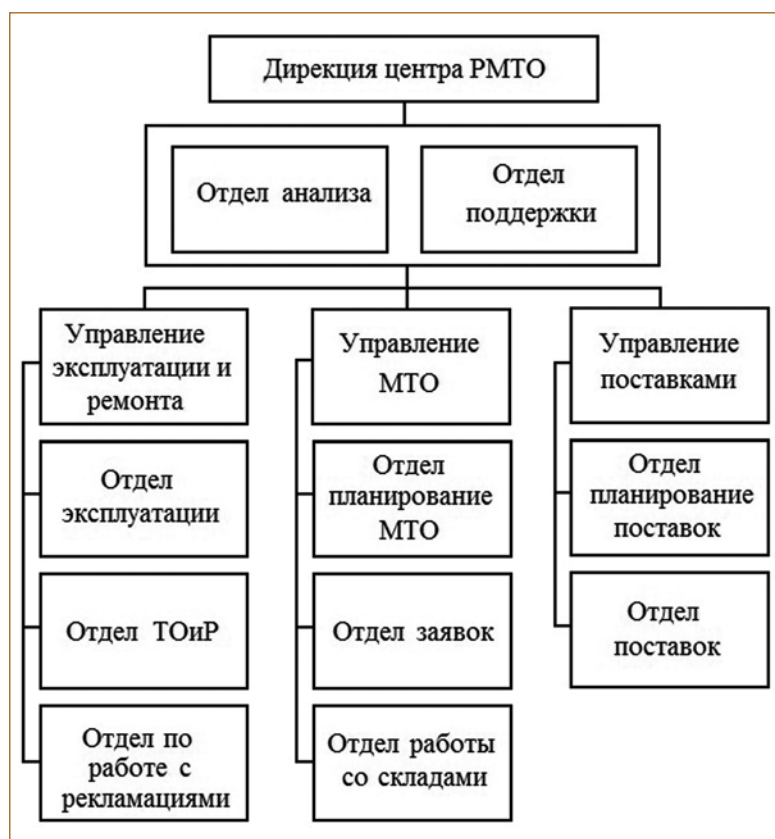 Дирекция центра РМТО
Отдел анализа
Отдел
поддержки
Управление
эксплуатации и
ремонта
Отдел
эксплуатации
Отдел ТОиР
Отдел по
работе с
рекламациями
Управление
МТО
Отдел
планирование
МТО
Отдел заявок
Отдел работы
со складами
Управление
поставками
Отдел
планирование
поставок
Отдел
поставок